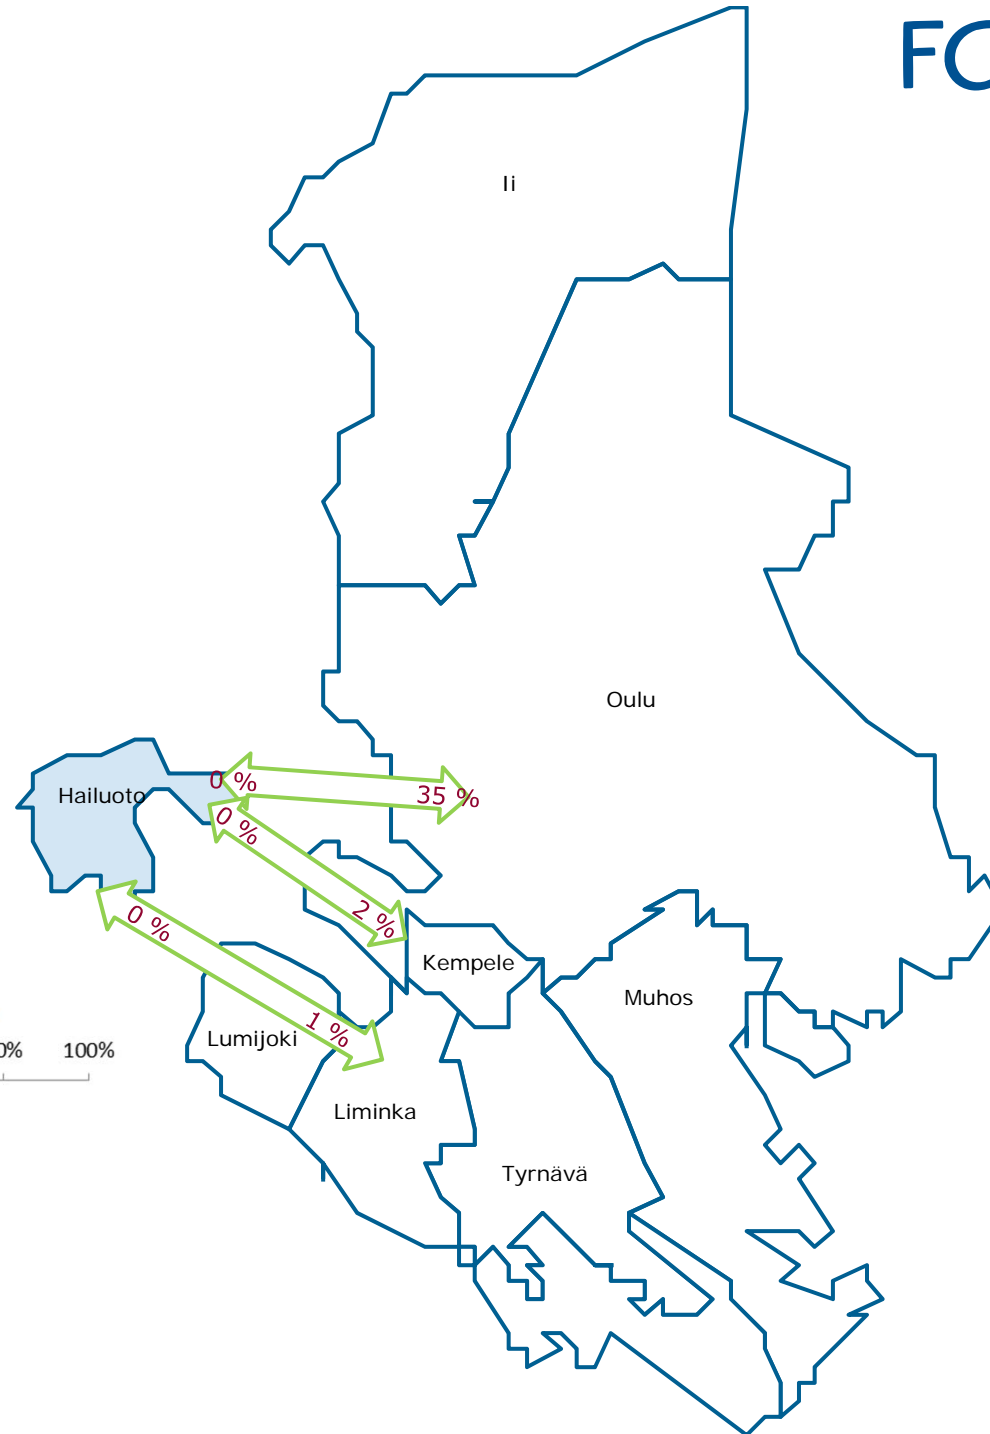 FC
Ii
Oulu
Hailuoto
0 %
35 %
0 %
2 %
0 %
1 %
Kempele
Muhos
Lumijoki
0% 100%
Liminka
Tyrnävä